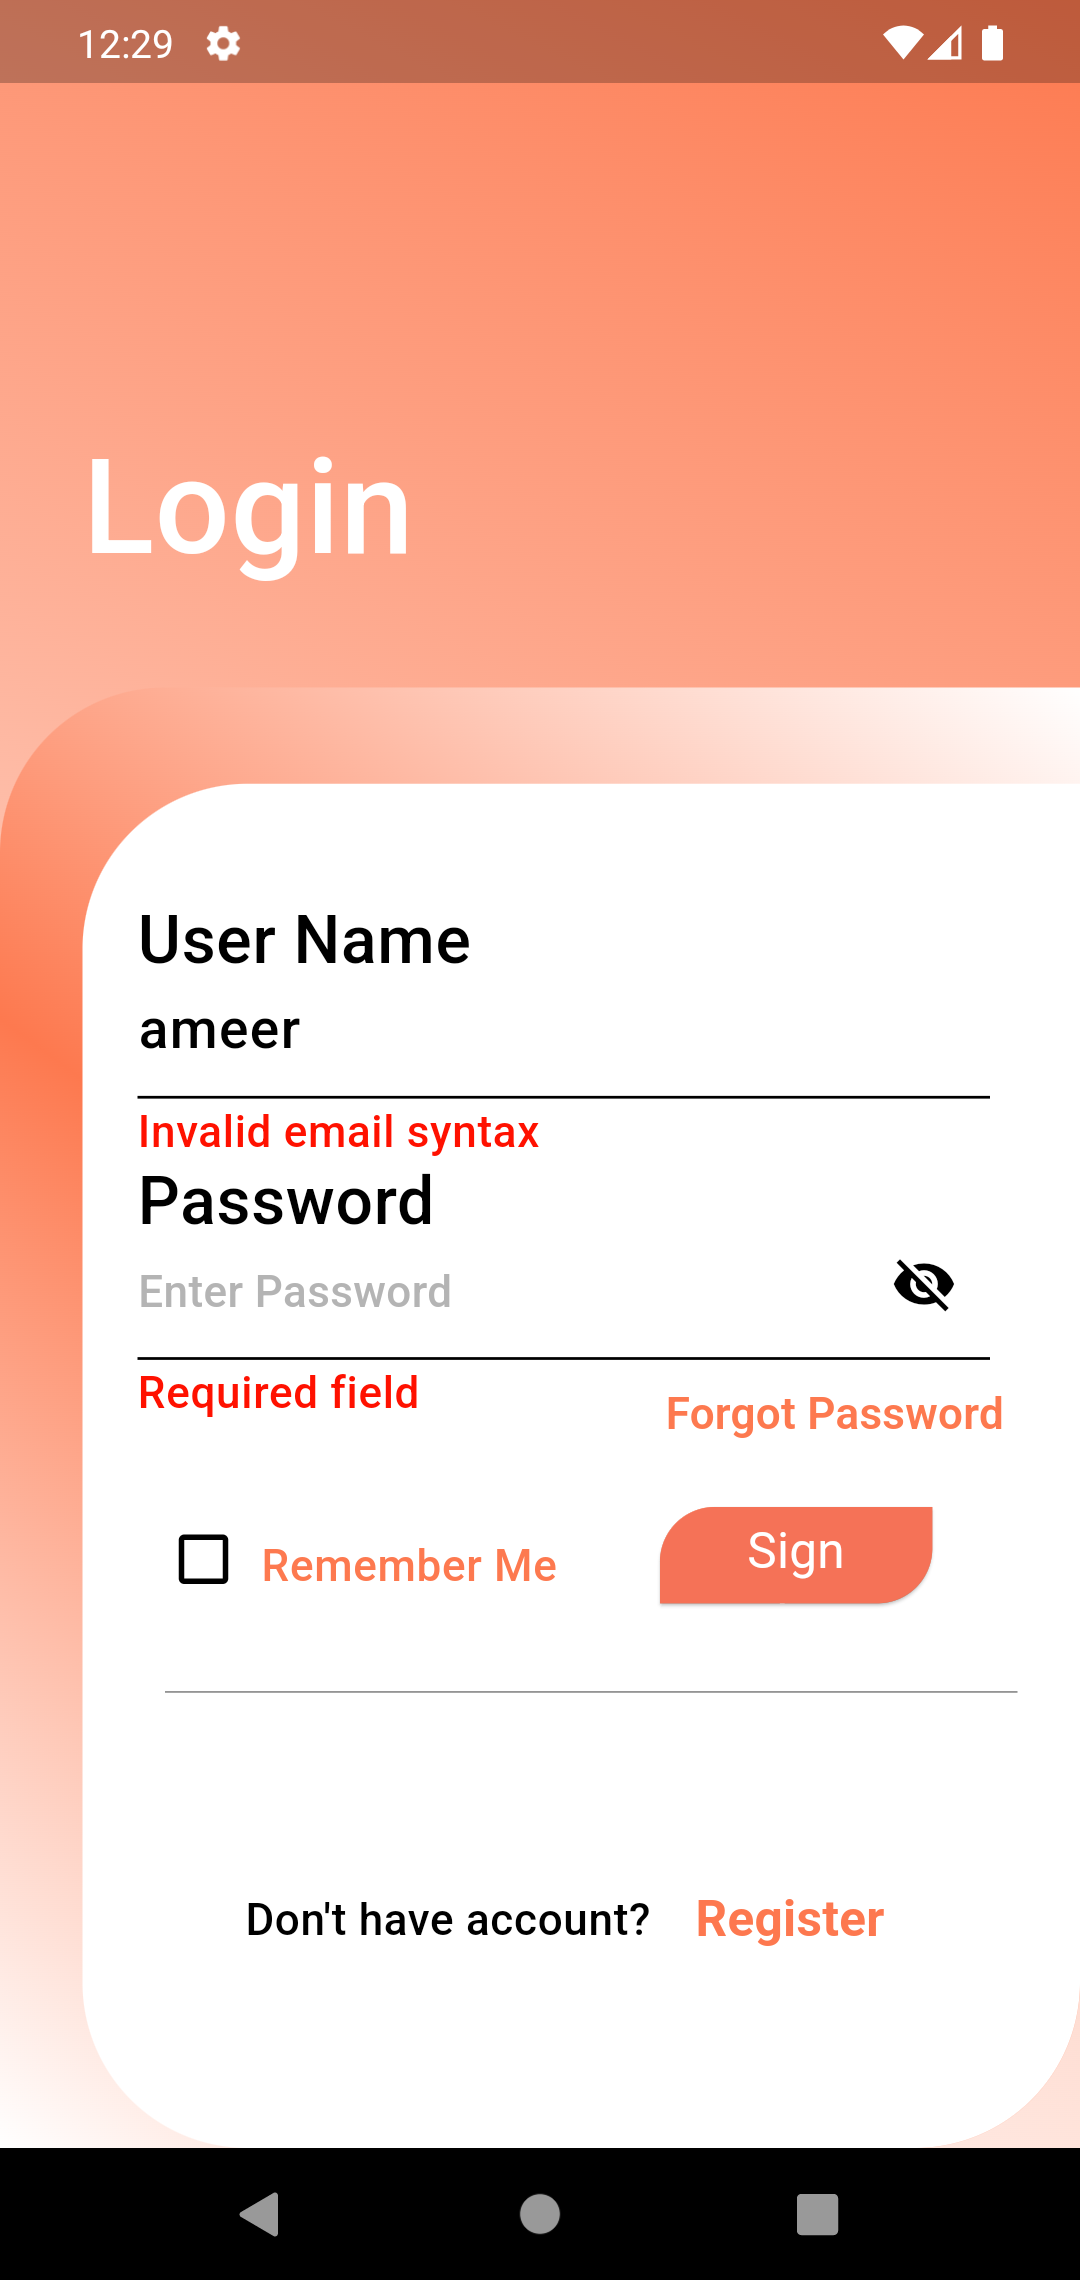 12:29
Login
User Name
ameer
Invalid email syntax
Password
Enter Password
Required field
Forgot Password
Remember Me
Sign
Don't have account? Register